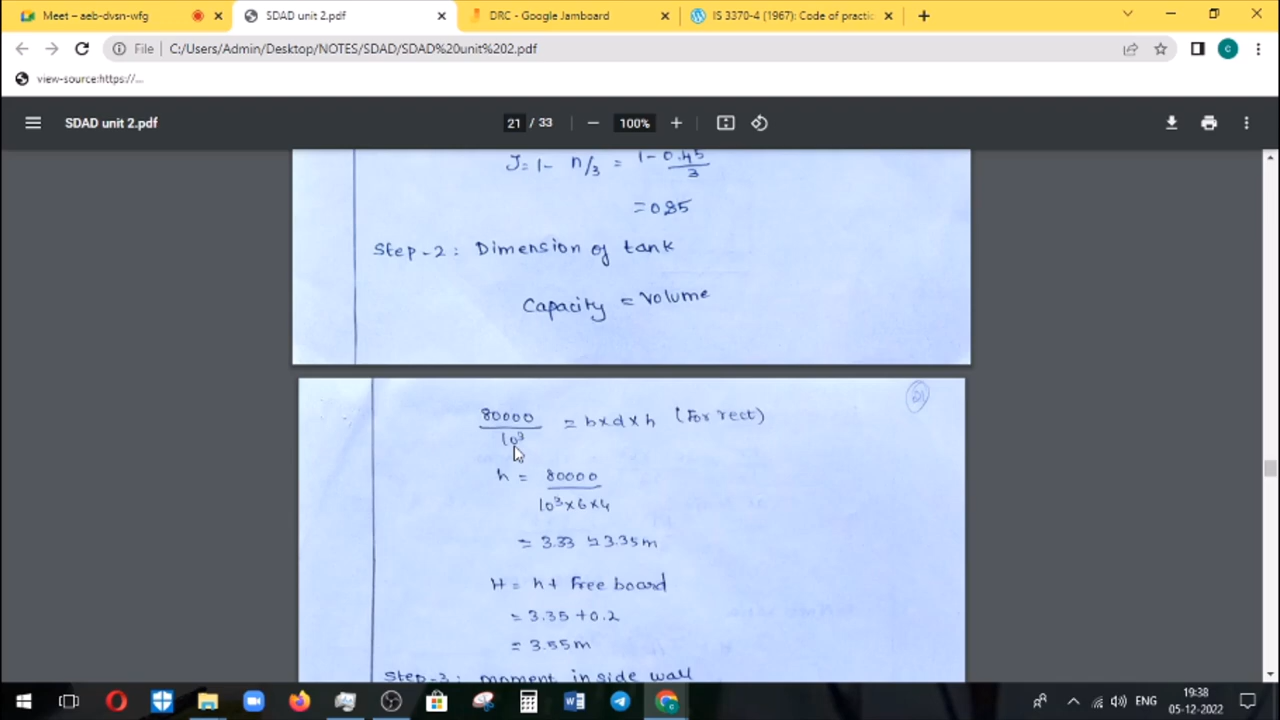 Meet – aeb-dvsn-wfg
SDAD unit 2.pdf
DRC - Google Jamboard
IS 3370-4 (1967): Code of practic
File
C:/Users/Admin/Desktop/NOTES/SDAD/SDAD%20unit%202.pdf
c
view-source:https://...
SDAD unit 2.pdf
21 / 33
100%
J = 1 - n/3 = 1 - 0.45 / 3
= 0.85
Step-2: Dimension of tank
Capacity = Volume
21
80000 / 10³ = b x d x h (For rect)
h = 80000 / 10³ x 6 x 4
= 3.33 ≃ 3.35m
H = h + Free board
= 3.35 + 0.2
= 3.55m
Step-3: moment in side wall
ENG
19:38
05-12-2022